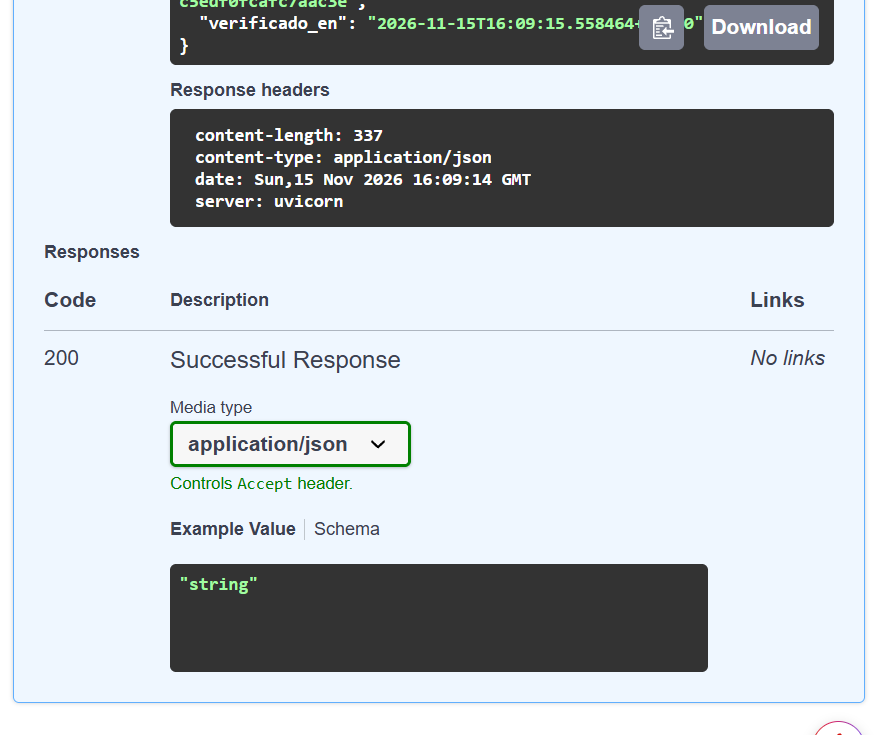 c5edf0fcafc7aac3e",
"verificado_en": "2026-11-15T16:09:15.558464+ 0"
}
Download
Response headers
content-length: 337
content-type: application/json
date: Sun,15 Nov 2026 16:09:14 GMT
server: uvicorn
Responses
Code Description Links
200 Successful Response No links
Media type
application/json
Controls Accept header.
Example Value Schema
"string"